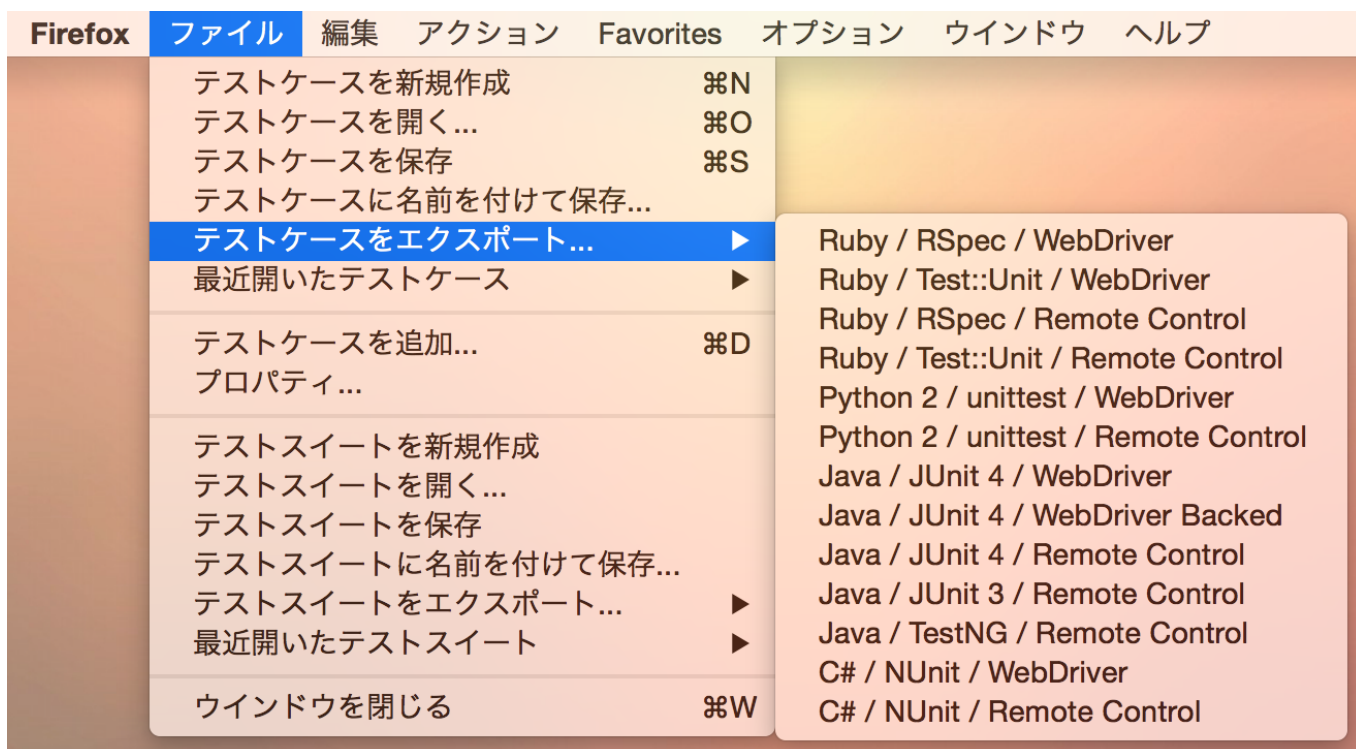 Firefox ファイル 編集 アクション Favorites オプション ウインドウ ヘルプ
テストケースを新規作成 ⌘N
テストケースを開く... ⌘O
テストケースを保存 ⌘S
テストケースに名前を付けて保存...
テストケースをエクスポート... ▶
最近開いたテストケース ▶
テストケースを追加... ⌘D
プロパティ...
テストスイートを新規作成
テストスイートを開く...
テストスイートを保存
テストスイートに名前を付けて保存...
テストスイートをエクスポート... ▶
最近開いたテストスイート ▶
ウインドウを閉じる ⌘W
Ruby / RSpec / WebDriver
Ruby / Test::Unit / WebDriver
Ruby / RSpec / Remote Control
Ruby / Test::Unit / Remote Control
Python 2 / unittest / WebDriver
Python 2 / unittest / Remote Control
Java / JUnit 4 / WebDriver
Java / JUnit 4 / WebDriver Backed
Java / JUnit 4 / Remote Control
Java / JUnit 3 / Remote Control
Java / TestNG / Remote Control
C# / NUnit / WebDriver
C# / NUnit / Remote Control